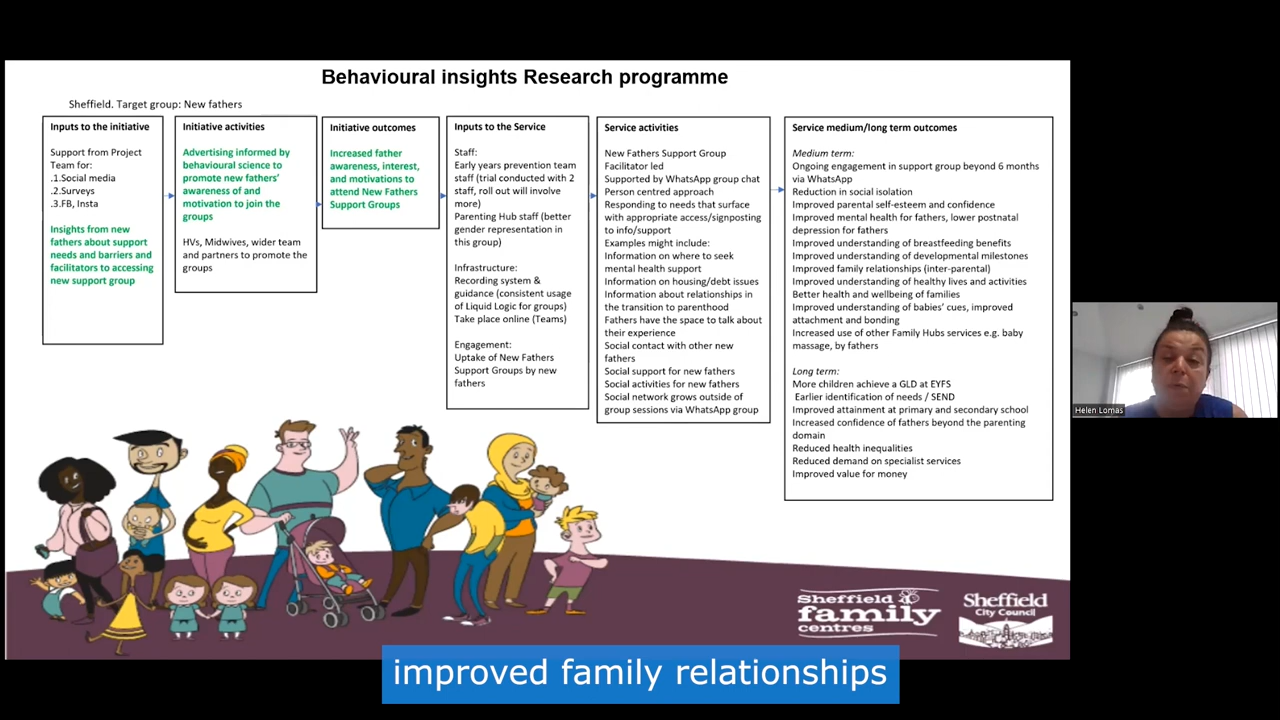 Behavioural insights Research programme
Sheffield. Target group: New fathers
Inputs to the initiative
Support from Project
Team for:
.1.Social media
.2.Surveys
.3.FB, Insta
Insights from new
fathers about support
needs and barriers and
facilitators to accessing
new support group
Initiative activities
Advertising informed by
behavioural science to
promote new fathers'
awareness of and
motivation to join the
groups
HVs, Midwives, wider team
and partners to promote the
groups
Initiative outcomes
Increased father
awareness, interest,
and motivations to
attend New Fathers
Support Groups
Inputs to the Service
Staff:
Early years prevention team
staff (trial conducted with 2
staff, roll out will involve
more)
Parenting Hub staff (better
gender representation in
this group)
Infrastructure:
Recording system &
guidance (consistent usage
of Liquid Logic for groups)
Take place online (Teams)
Engagement:
Uptake of New Fathers
Support Groups by new
fathers
Service activities
New Fathers Support Group
Facilitator led
Supported by WhatsApp group chat
Person centred approach
Responding to needs that surface
with appropriate access/signposting
to info/support
Examples might include:
Information on where to seek
mental health support
Information on housing/debt issues
Information about relationships in
the transition to parenthood
Fathers have the space to talk about
their experience
Social contact with other new
fathers
Social support for new fathers
Social activities for new fathers
Social network grows outside of
group sessions via WhatsApp group
Service medium/long term outcomes
Medium term:
Ongoing engagement in support group beyond 6 months
via WhatsApp
Reduction in social isolation
Improved parental self-esteem and confidence
Improved mental health for fathers, lower postnatal
depression for fathers
Improved understanding of breastfeeding benefits
Improved understanding of developmental milestones
Improved family relationships (inter-parental)
Improved understanding of healthy lives and activities
Better health and wellbeing of families
Improved understanding of babies' cues, improved
attachment and bonding
Increased use of other Family Hubs services e.g. baby
massage, by fathers
Long term:
More children achieve a GLD at EYFS
Earlier identification of needs / SEND
Improved attainment at primary and secondary school
Increased confidence of fathers beyond the parenting
domain
Reduced health inequalities
Reduced demand on specialist services
Improved value for money
Helen Lomas
Sheffield
family
centres
Sheffield
City Council
improved family relationships